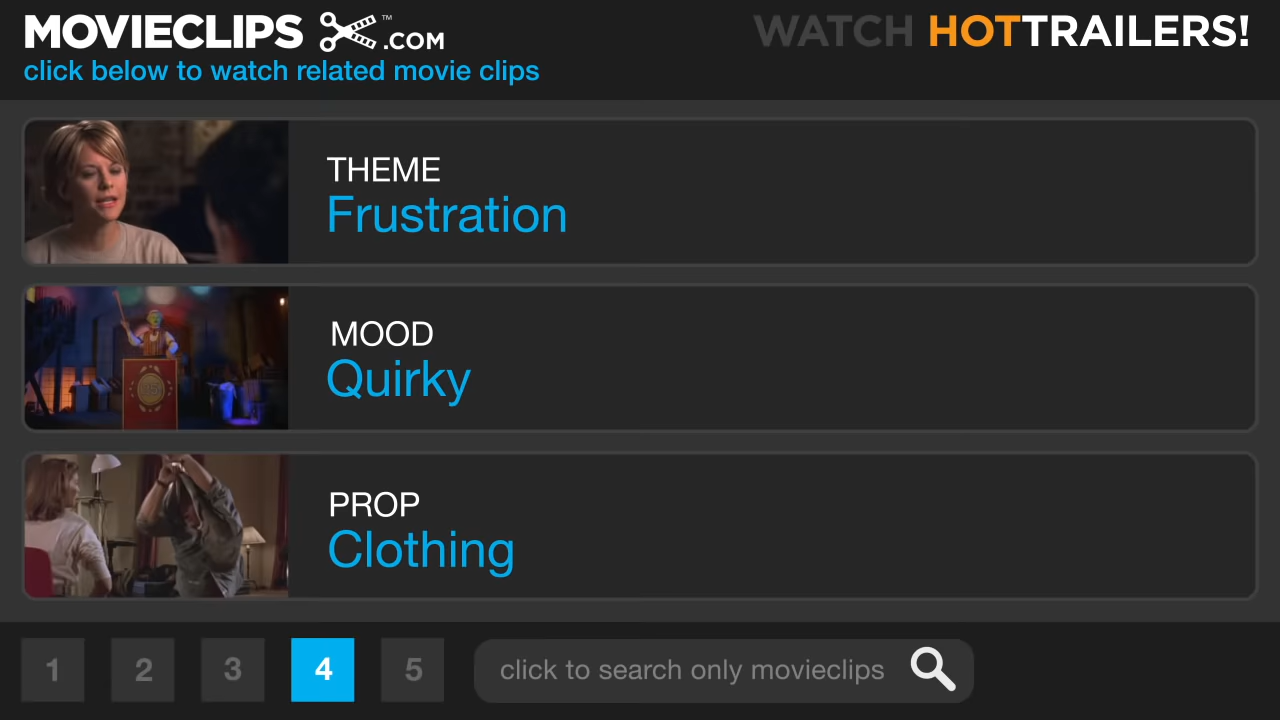 MOVIECLIPS ™ .COM
WATCH HOTTRAILERS!
click below to watch related movie clips
THEME
Frustration
MOOD
Quirky
PROP
Clothing
1 2 3 4 5 click to search only movieclips